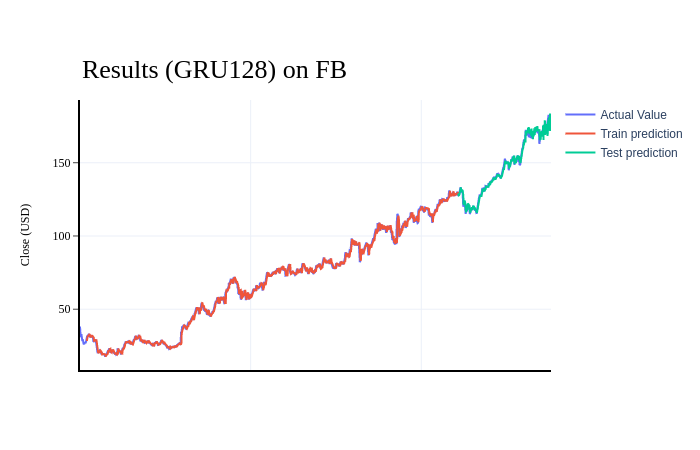 Results (GRU128) on FB
Actual Value
Train prediction
Test prediction
150
100
50
Close (USD)